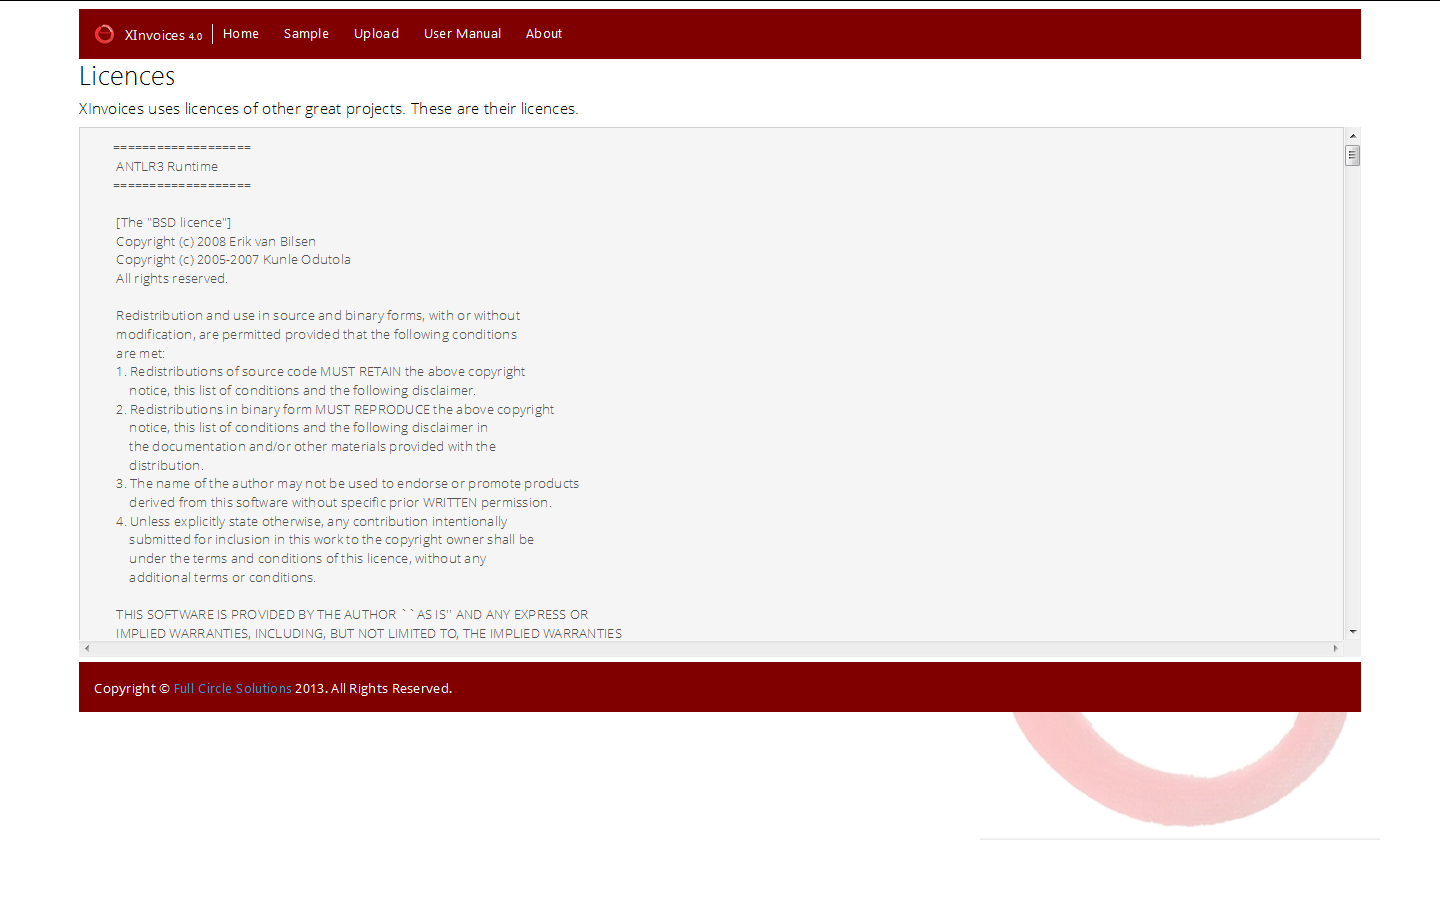 XInvoices 4.0 Home Sample Upload User Manual About
Licences
XInvoices uses licences of other great projects. These are their licences.
===================
ANTLR3 Runtime
===================
[The "BSD licence"]
Copyright (c) 2008 Erik van Bilsen
Copyright (c) 2005-2007 Kunle Odutola
All rights reserved.
Redistribution and use in source and binary forms, with or without
modification, are permitted provided that the following conditions
are met:
1. Redistributions of source code MUST RETAIN the above copyright
notice, this list of conditions and the following disclaimer.
2. Redistributions in binary form MUST REPRODUCE the above copyright
notice, this list of conditions and the following disclaimer in
the documentation and/or other materials provided with the
distribution.
3. The name of the author may not be used to endorse or promote products
derived from this software without specific prior WRITTEN permission.
4. Unless explicitly state otherwise, any contribution intentionally
submitted for inclusion in this work to the copyright owner shall be
under the terms and conditions of this licence, without any
additional terms or conditions.
THIS SOFTWARE IS PROVIDED BY THE AUTHOR ``AS IS'' AND ANY EXPRESS OR
IMPLIED WARRANTIES, INCLUDING, BUT NOT LIMITED TO, THE IMPLIED WARRANTIES
Copyright © Full Circle Solutions 2013. All Rights Reserved.